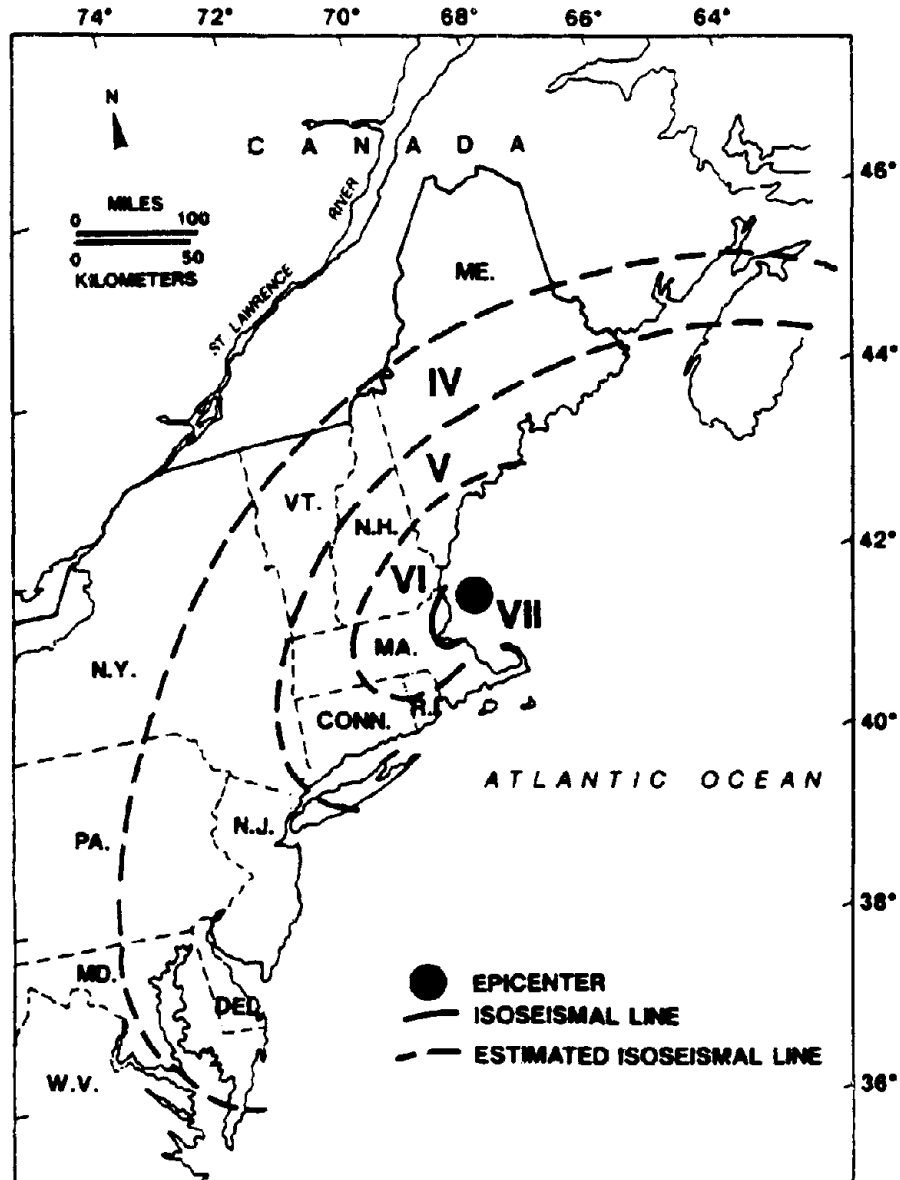 74° 72° 70° 68° 66° 64°
N
C A N A D A
46°
MILES
0 100
0 50
KILOMETERS
RIVER
ST. LAWRENCE
ME.
44°
IV
V
VT.
N.H.
42°
VI
VII
MA.
N.Y.
R.I.
CONN.
40°
ATLANTIC OCEAN
N.J.
PA.
38°
MD.
DED.
EPICENTER
ISOSEISMAL LINE
ESTIMATED ISOSEISMAL LINE
W.V.
36°